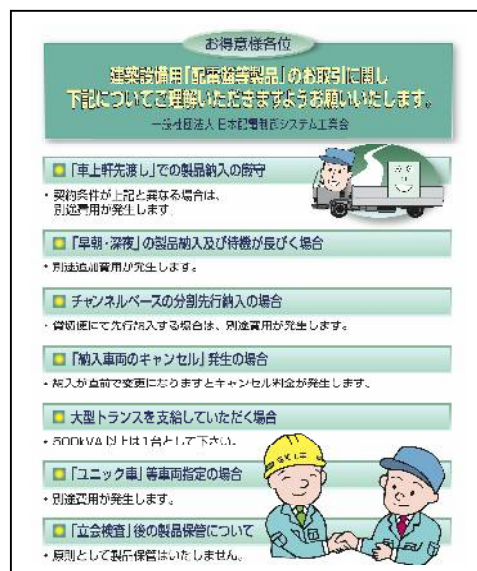 お得意様各位
建築設備用「配電盤等製品」のお取引に関し
下記についてご理解いただきますようお願いいたします。
一般社団法人 日本配電制御システム工業会
「車上軒先渡し」での製品納入の厳守
・契約条件が上記と異なる場合は、
別途費用が発生します。
「早朝・深夜」の製品納入及び待機が長びく場合
・別途追加費用が発生します。
チャンネルベースの分割先行納入の場合
・貸切便にて先行納入する場合は、別途費用が発生します。
「納入車両のキャンセル」発生の場合
・納入が直前で変更になりますとキャンセル料金が発生します。
大型トランスを支給していただく場合
・500kVA 以上は1台として下さい。
「ユニック車」等車両指定の場合
・別途費用が発生します。
「立会検査」後の製品保管について
・原則として製品保管はいたしません。